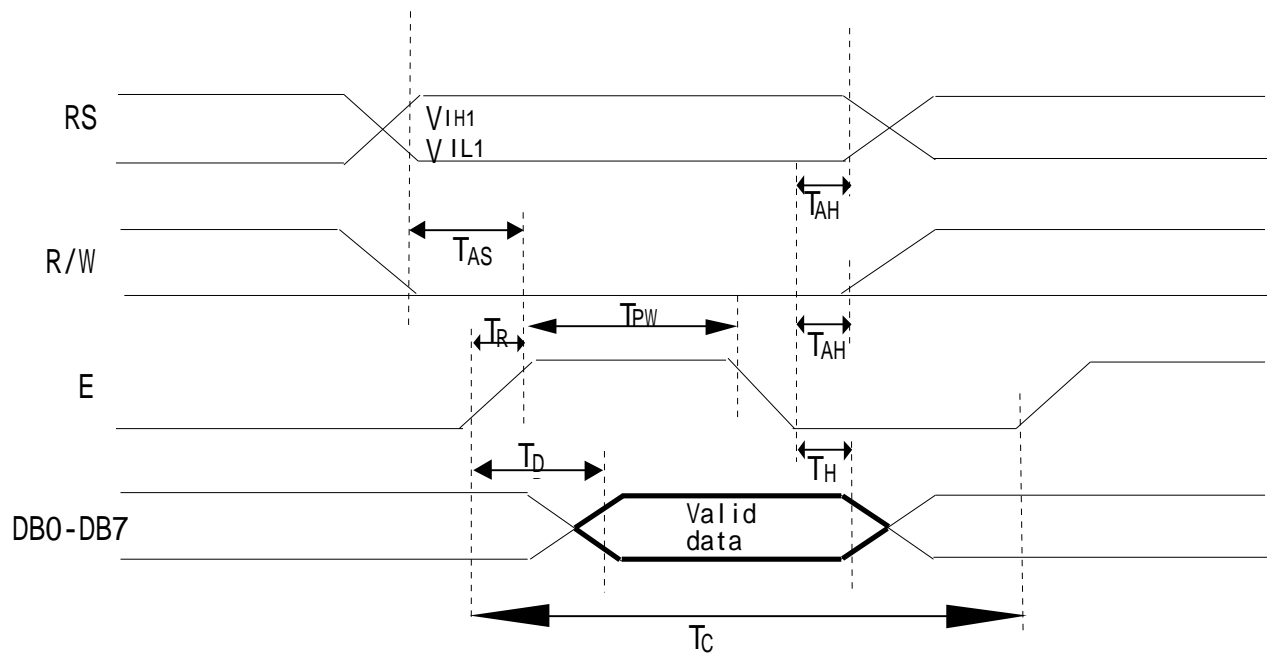 RS
VIH1
VIL1
TAH
R/W
TAS
TR
TPW
TAH
E
TD
TH
DB0-DB7
Valid
data
TC